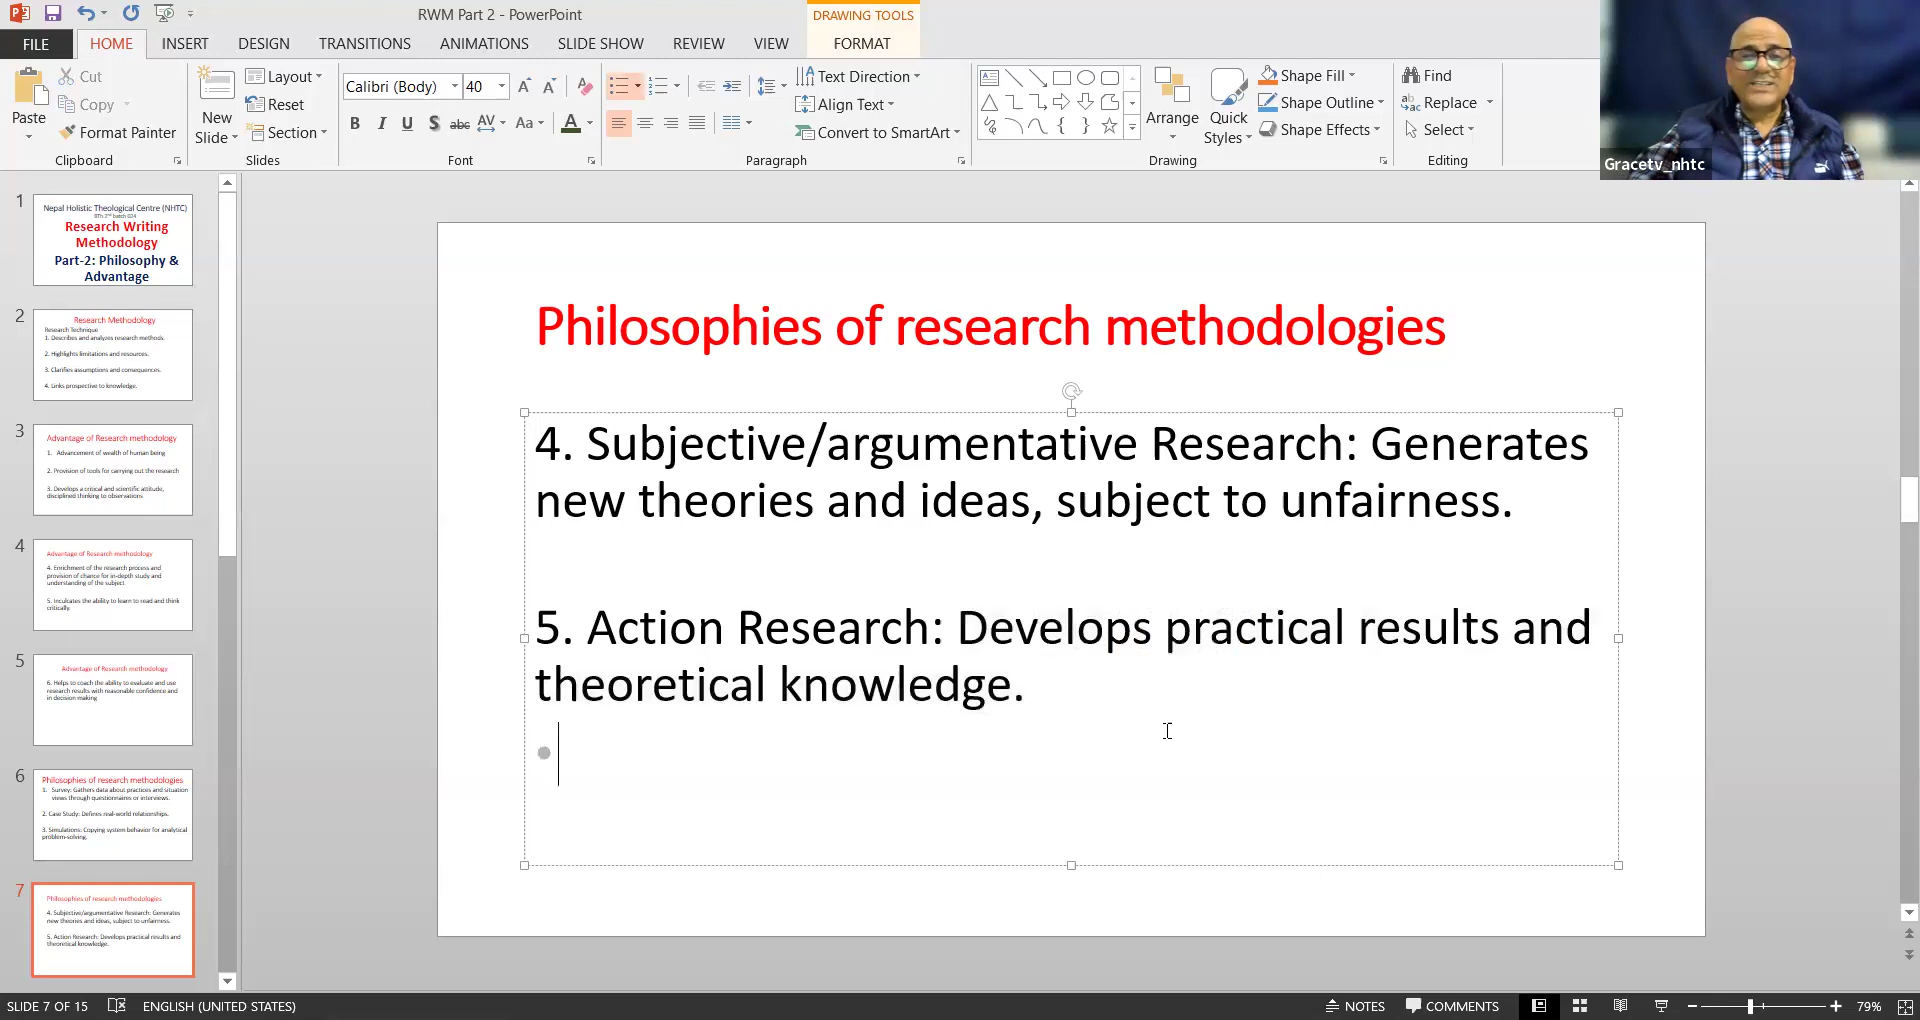 RWM Part 2 - PowerPoint
DRAWING TOOLS
FILE
HOME
INSERT
DESIGN
TRANSITIONS
ANIMATIONS
SLIDE SHOW
REVIEW
VIEW
FORMAT
Paste
Cut
Copy
Format Painter
Clipboard
New
Slide
Layout
Reset
Section
Slides
Calibri (Body)
40
Font
Paragraph
Text Direction
Align Text
Convert to SmartArt
Arrange
Quick
Styles
Shape Fill
Shape Outline
Shape Effects
Drawing
Find
Replace
Select
Editing
Gracetv_nhtc
1
Nepal Holistic Theological Centre (NHTC)
BTh 2nd batch 024
Research Writing
Methodology
Part-2: Philosophy &
Advantage
2
Research Methodology
Research Technique
1. Describes and analyzes research methods.
2. Highlights limitations and resources.
3. Clarifies assumptions and consequences.
4. Links prospective to knowledge.
3
Advantage of Research methodology
1. Advancement of wealth of human being
2. Provision of tools for carrying out the research
3. Develops a critical and scientific attitude,
disciplined thinking to observations
4
Advantage of Research methodology
4. Enrichment of the research process and
provision of chance for in-depth study and
understanding of the subject
5. Inculcates the ability to learn to read and think
critically.
5
Advantage of Research methodology
6. Helps to coach the ability to evaluate and use
research results with reasonable confidence and
in decision making
6
Philosophies of research methodologies
1. Survey: Gathers data about practices and situation
views through questionnaires or interviews.
2. Case Study: Defines real-world relationships.
3. Simulations: Copying system behavior for analytical
problem-solving.
7
Philosophies of research methodologies
4. Subjective/argumentative Research: Generates
new theories and ideas, subject to unfairness.
5. Action Research: Develops practical results and
theoretical knowledge.
Philosophies of research methodologies
4. Subjective/argumentative Research: Generates
new theories and ideas, subject to unfairness.
5. Action Research: Develops practical results and
theoretical knowledge.
SLIDE 7 OF 15
ENGLISH (UNITED STATES)
NOTES
COMMENTS
79%